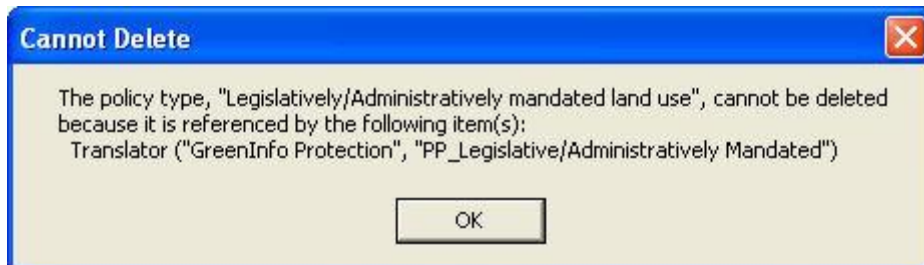 Cannot Delete
The policy type, "Legislatively/Administratively mandated land use", cannot be deleted
because it is referenced by the following item(s):
Translator ("GreenInfo Protection", "PP_Legislative/Administratively Mandated")
OK